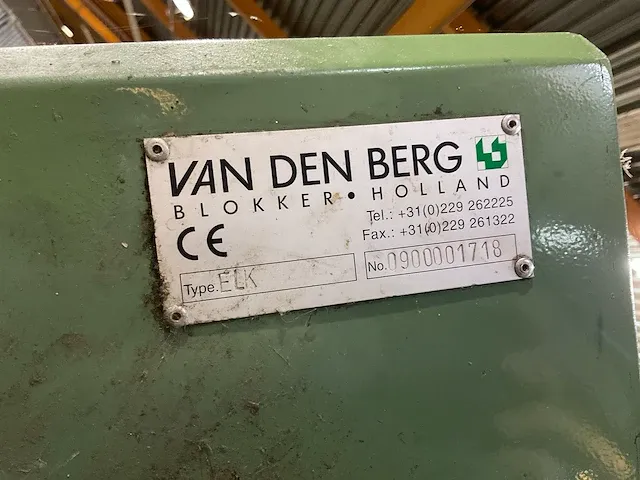 VAN DEN BERG
BLOKKER • HOLLAND
Tel.: +31(0)229 262225
Fax.: +31(0)229 261322
CE
Type. ELK
No. 0900001718